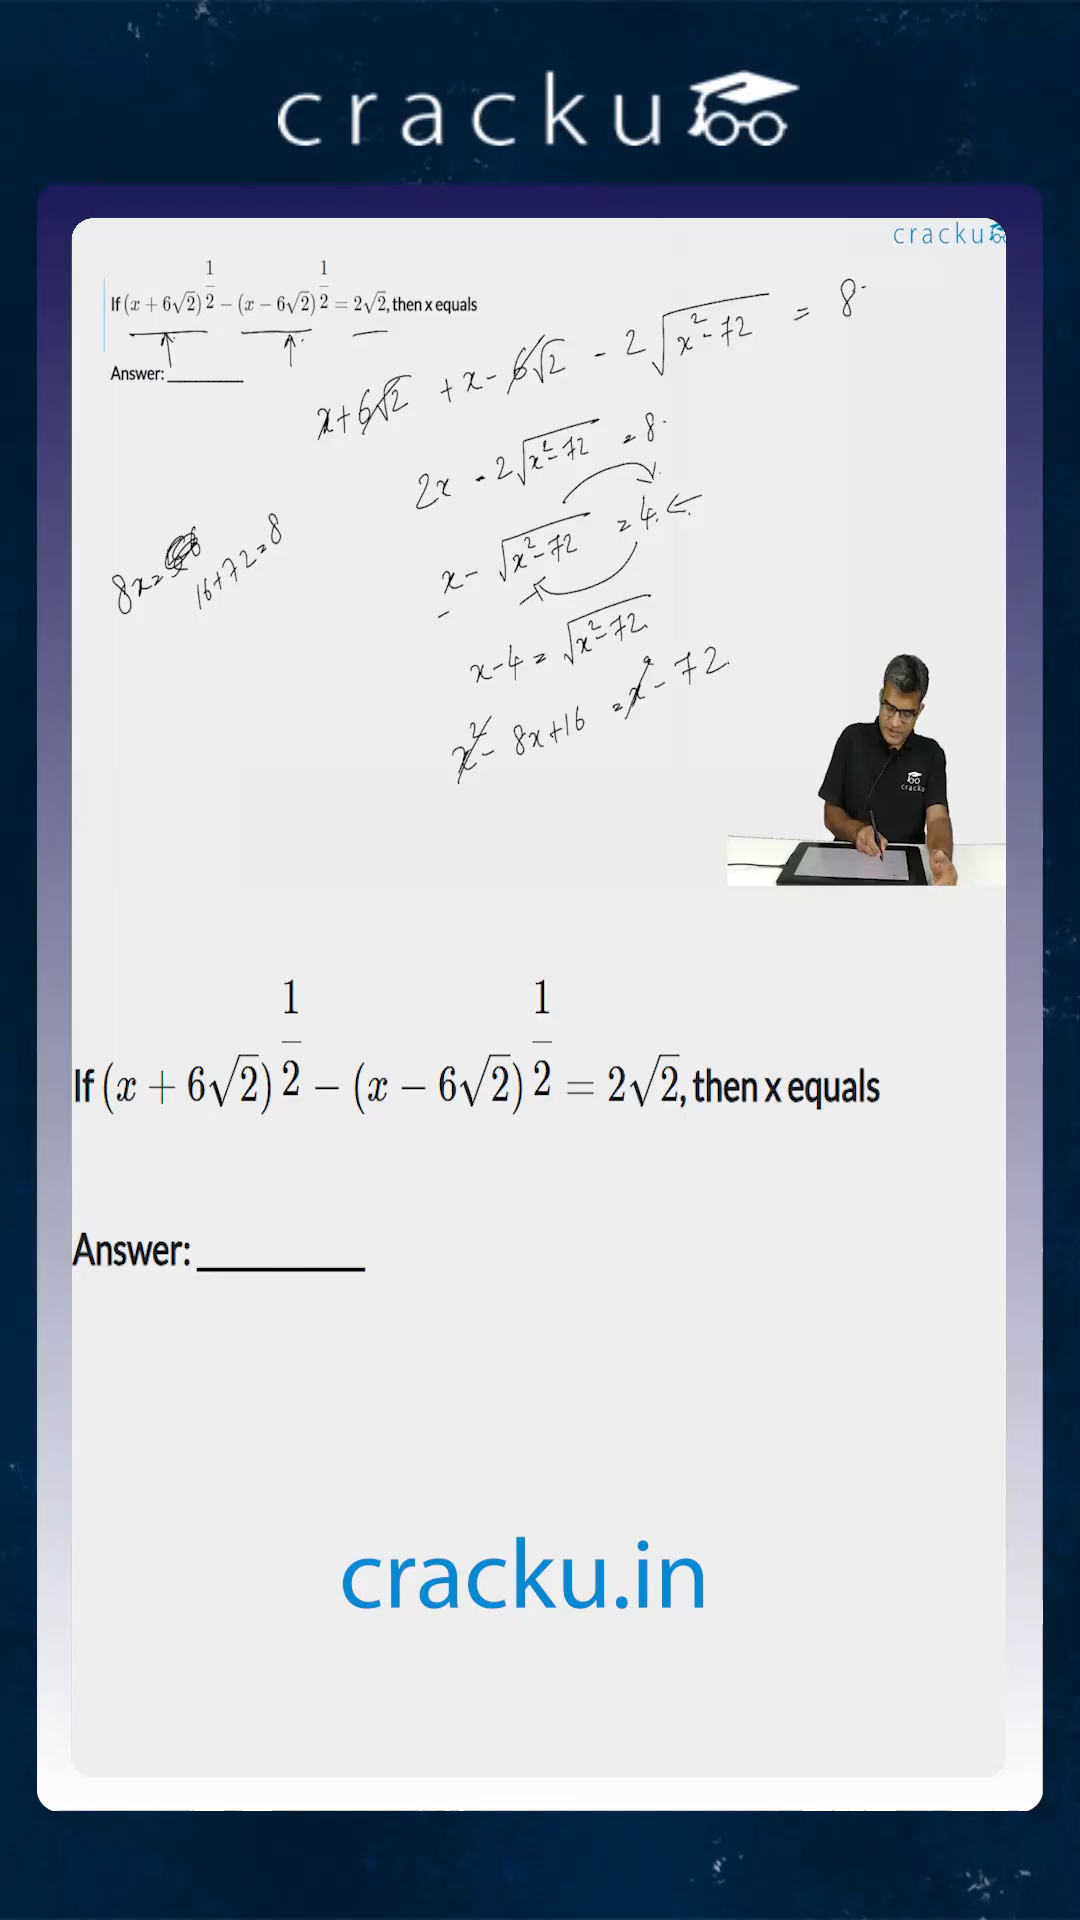 cracku
cracku
If (x + 6√2)^(1/2) − (x − 6√2)^(1/2) = 2√2, then x equals
Answer: ________
x+6√2 + x-6√2 - 2√(x²-72) = 8
2x - 2√(x²-72) = 8
x - √(x²-72) = 4
8x =
16+72=8
x-4 = √(x²-72)
x² - 8x+16 = x² - 72
cracku
If (x + 6√2)^(1/2) − (x − 6√2)^(1/2) = 2√2, then x equals
Answer: ________
cracku.in